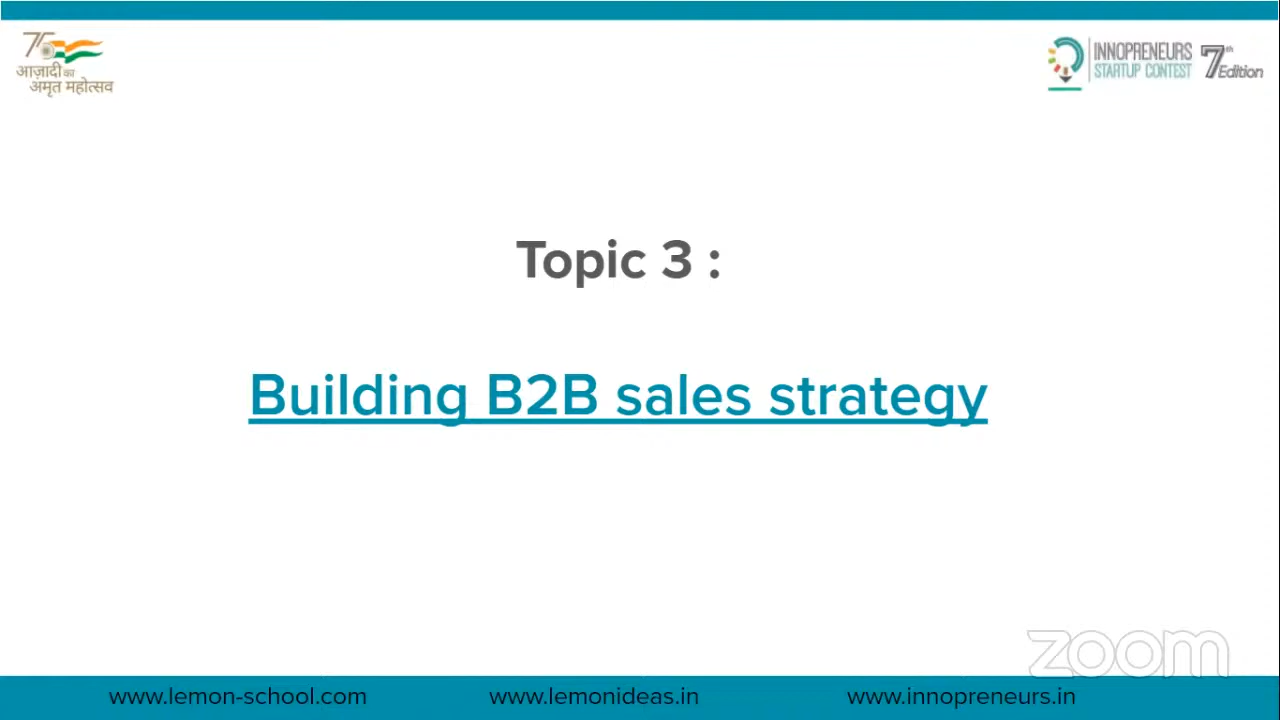 75
आज़ादी का
अमृत महोत्सव
INNOPRENEURS
STARTUP CONTEST
7th Edition
Topic 3 :
Building B2B sales strategy
zoom
www.lemon-school.com www.lemonideas.in www.innopreneurs.in